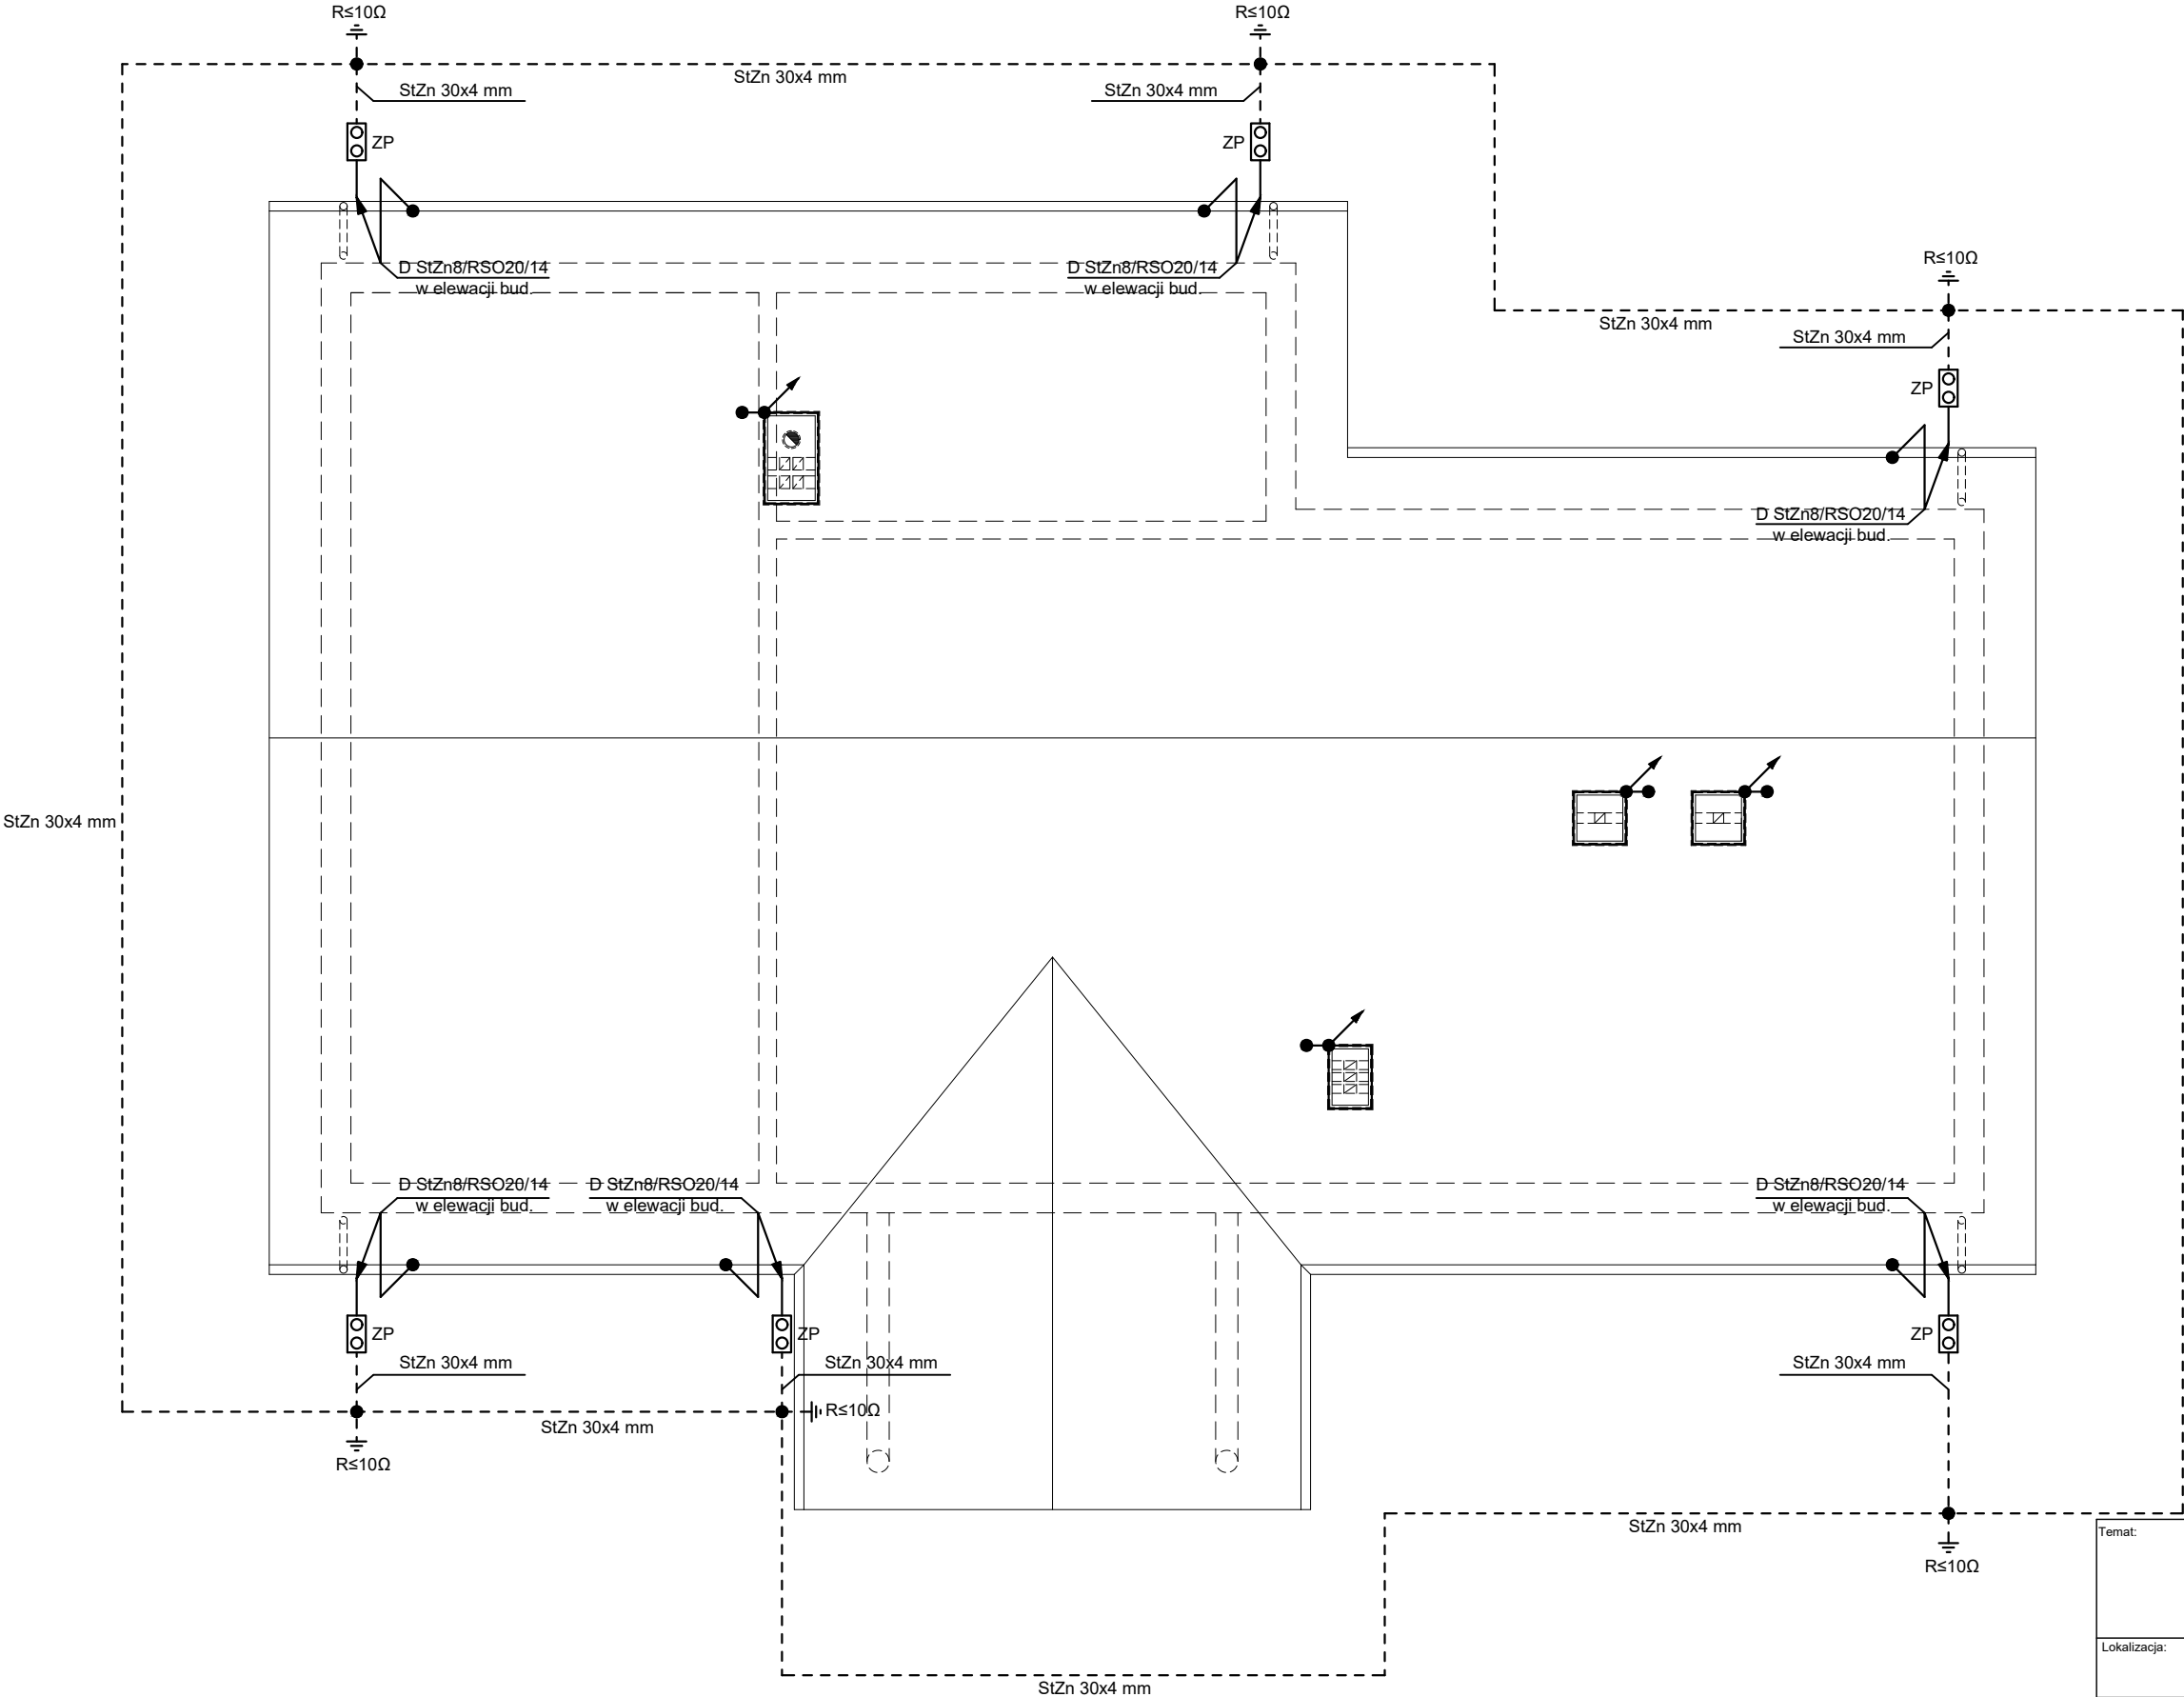 R≤10Ω
R≤10Ω
StZn 30x4 mm
StZn 30x4 mm
StZn 30x4 mm
ZP
ZP
D StZn8/RSO20/14
w elewacji bud.
D StZn8/RSO20/14
w elewacji bud.
R≤10Ω
StZn 30x4 mm
StZn 30x4 mm
ZP
D StZn8/RSO20/14
w elewacji bud.
StZn 30x4 mm
D StZn8/RSO20/14
w elewacji bud.
D StZn8/RSO20/14
w elewacji bud.
D StZn8/RSO20/14
w elewacji bud.
ZP
ZP
ZP
StZn 30x4 mm
StZn 30x4 mm
StZn 30x4 mm
R≤10Ω
StZn 30x4 mm
R≤10Ω
StZn 30x4 mm
R≤10Ω
Temat:
Lokalizacja:
StZn 30x4 mm